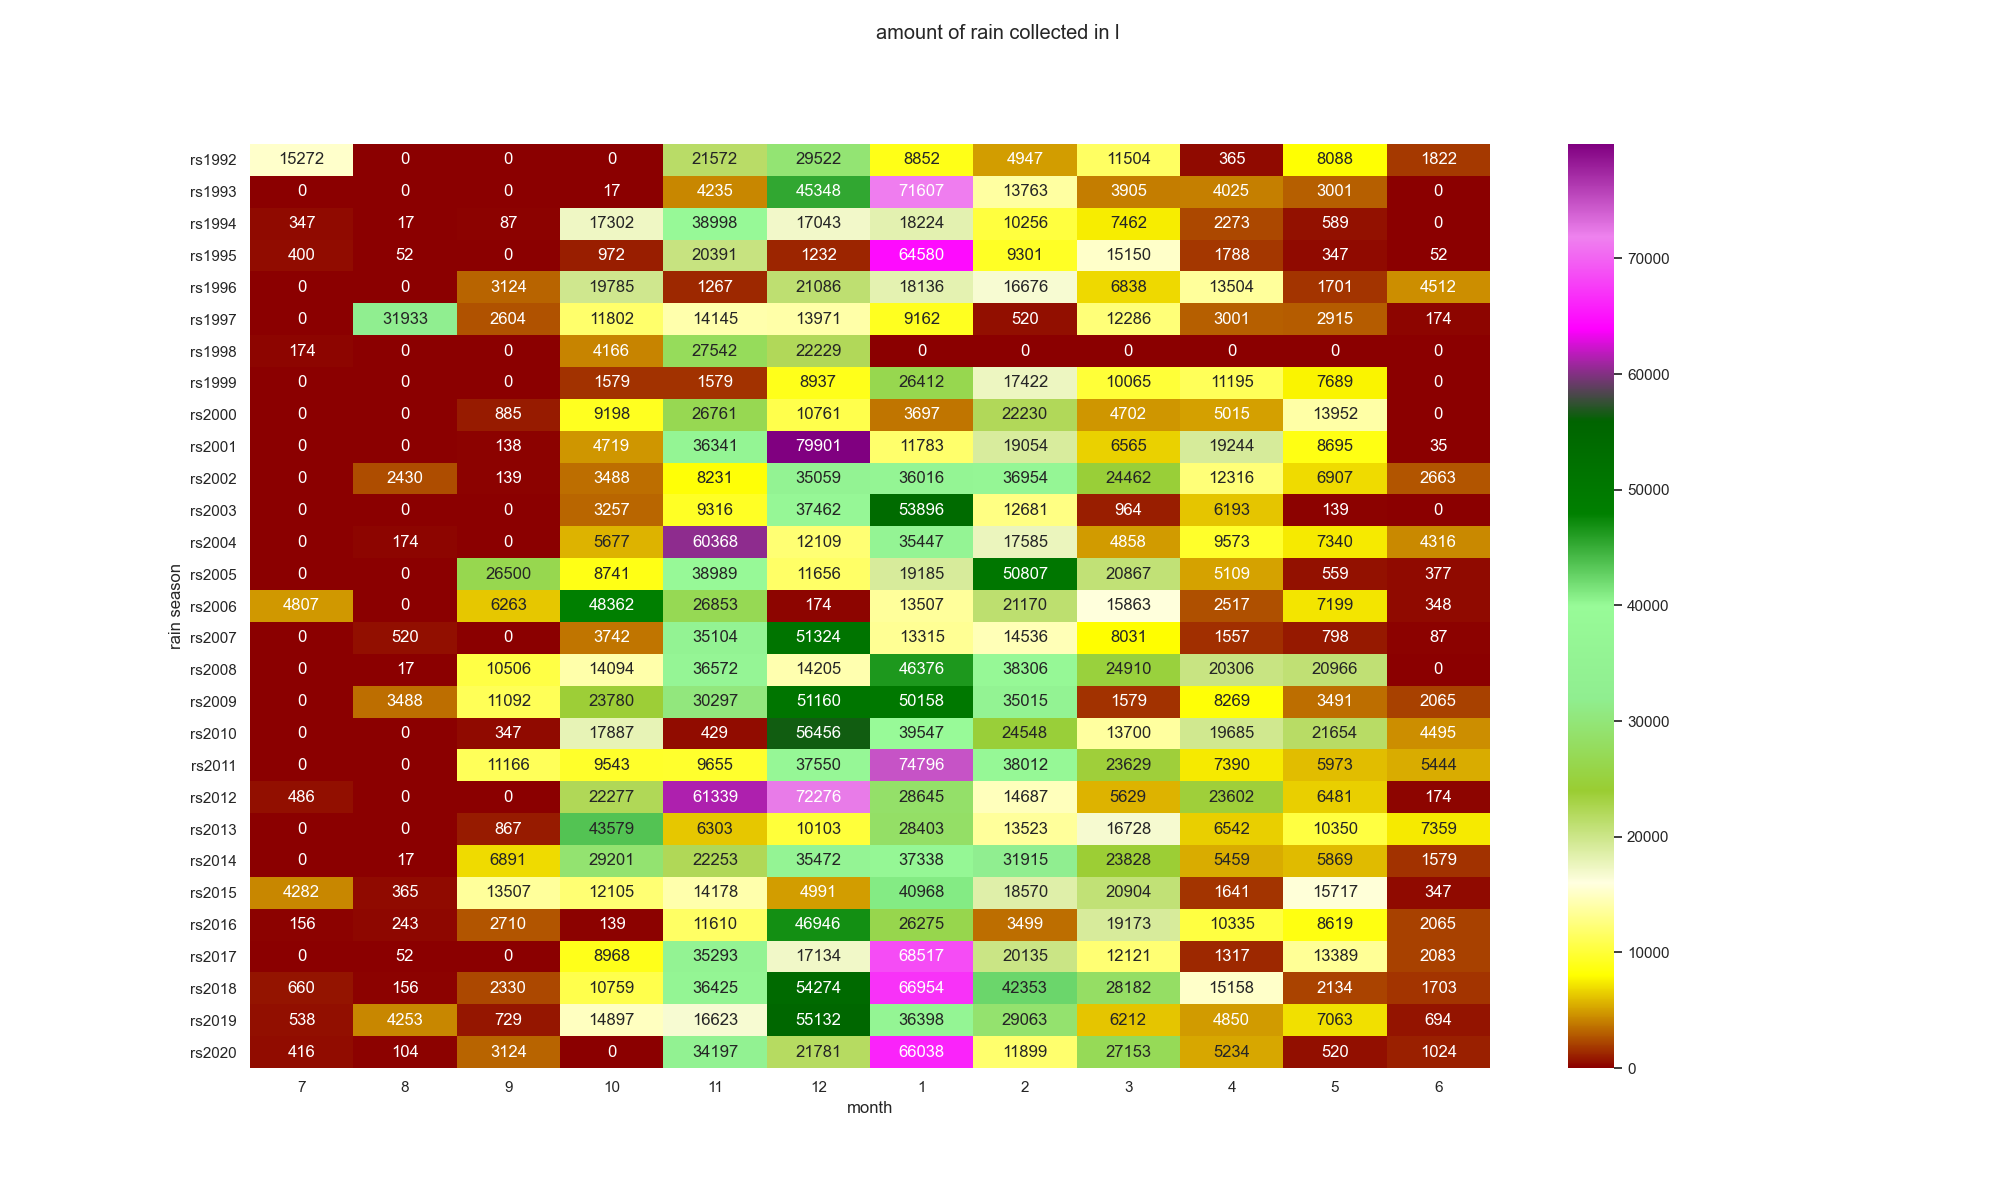 amount of rain collected in l
rs1992 15272 0 0 0 21572 29522 8852 4947 11504 365 8088 1822
rs1993 0 0 0 17 4235 45348 71607 13763 3905 4025 3001 0
rs1994 347 17 87 17302 38998 17043 18224 10256 7462 2273 589 0
rs1995 400 52 0 972 20391 1232 64580 9301 15150 1788 347 52
70000
rs1996 0 0 3124 19785 1267 21086 18136 16676 6838 13504 1701 4512
rs1997 0 31933 2604 11802 14145 13971 9162 520 12286 3001 2915 174
rs1998 174 0 0 4166 27542 22229 0 0 0 0 0 0
60000
rs1999 0 0 0 1579 1579 8937 26412 17422 10065 11195 7689 0
rs2000 0 0 885 9198 26761 10761 3697 22230 4702 5015 13952 0
rs2001 0 0 138 4719 36341 79901 11783 19054 6565 19244 8695 35
rs2002 0 2430 139 3488 8231 35059 36016 36954 24462 12316 6907 2663
50000
rs2003 0 0 0 3257 9316 37462 53896 12681 964 6193 139 0
rs2004 0 174 0 5677 60368 12109 35447 17585 4858 9573 7340 4316
rs2005 0 0 26500 8741 38989 11656 19185 50807 20867 5109 559 377
rain season
rs2006 4807 0 6263 48362 26853 174 13507 21170 15863 2517 7199 348
40000
rs2007 0 520 0 3742 35104 51324 13315 14536 8031 1557 798 87
rs2008 0 17 10506 14094 36572 14205 46376 38306 24910 20306 20966 0
rs2009 0 3488 11092 23780 30297 51160 50158 35015 1579 8269 3491 2065
30000
rs2010 0 0 347 17887 429 56456 39547 24548 13700 19685 21654 4495
rs2011 0 0 11166 9543 9655 37550 74796 38012 23629 7390 5973 5444
rs2012 486 0 0 22277 61339 72276 28645 14687 5629 23602 6481 174
rs2013 0 0 867 43579 6303 10103 28403 13523 16728 6542 10350 7359
20000
rs2014 0 17 6891 29201 22253 35472 37338 31915 23828 5459 5869 1579
rs2015 4282 365 13507 12105 14178 4991 40968 18570 20904 1641 15717 347
rs2016 156 243 2710 139 11610 46946 26275 3499 19173 10335 8619 2065
10000
rs2017 0 52 0 8968 35293 17134 68517 20135 12121 1317 13389 2083
rs2018 660 156 2330 10759 36425 54274 66954 42353 28182 15158 2134 1703
rs2019 538 4253 729 14897 16623 55132 36398 29063 6212 4850 7063 694
rs2020 416 104 3124 0 34197 21781 66038 11899 27153 5234 520 1024
0
7 8 9 10 11 12 1 2 3 4 5 6
month